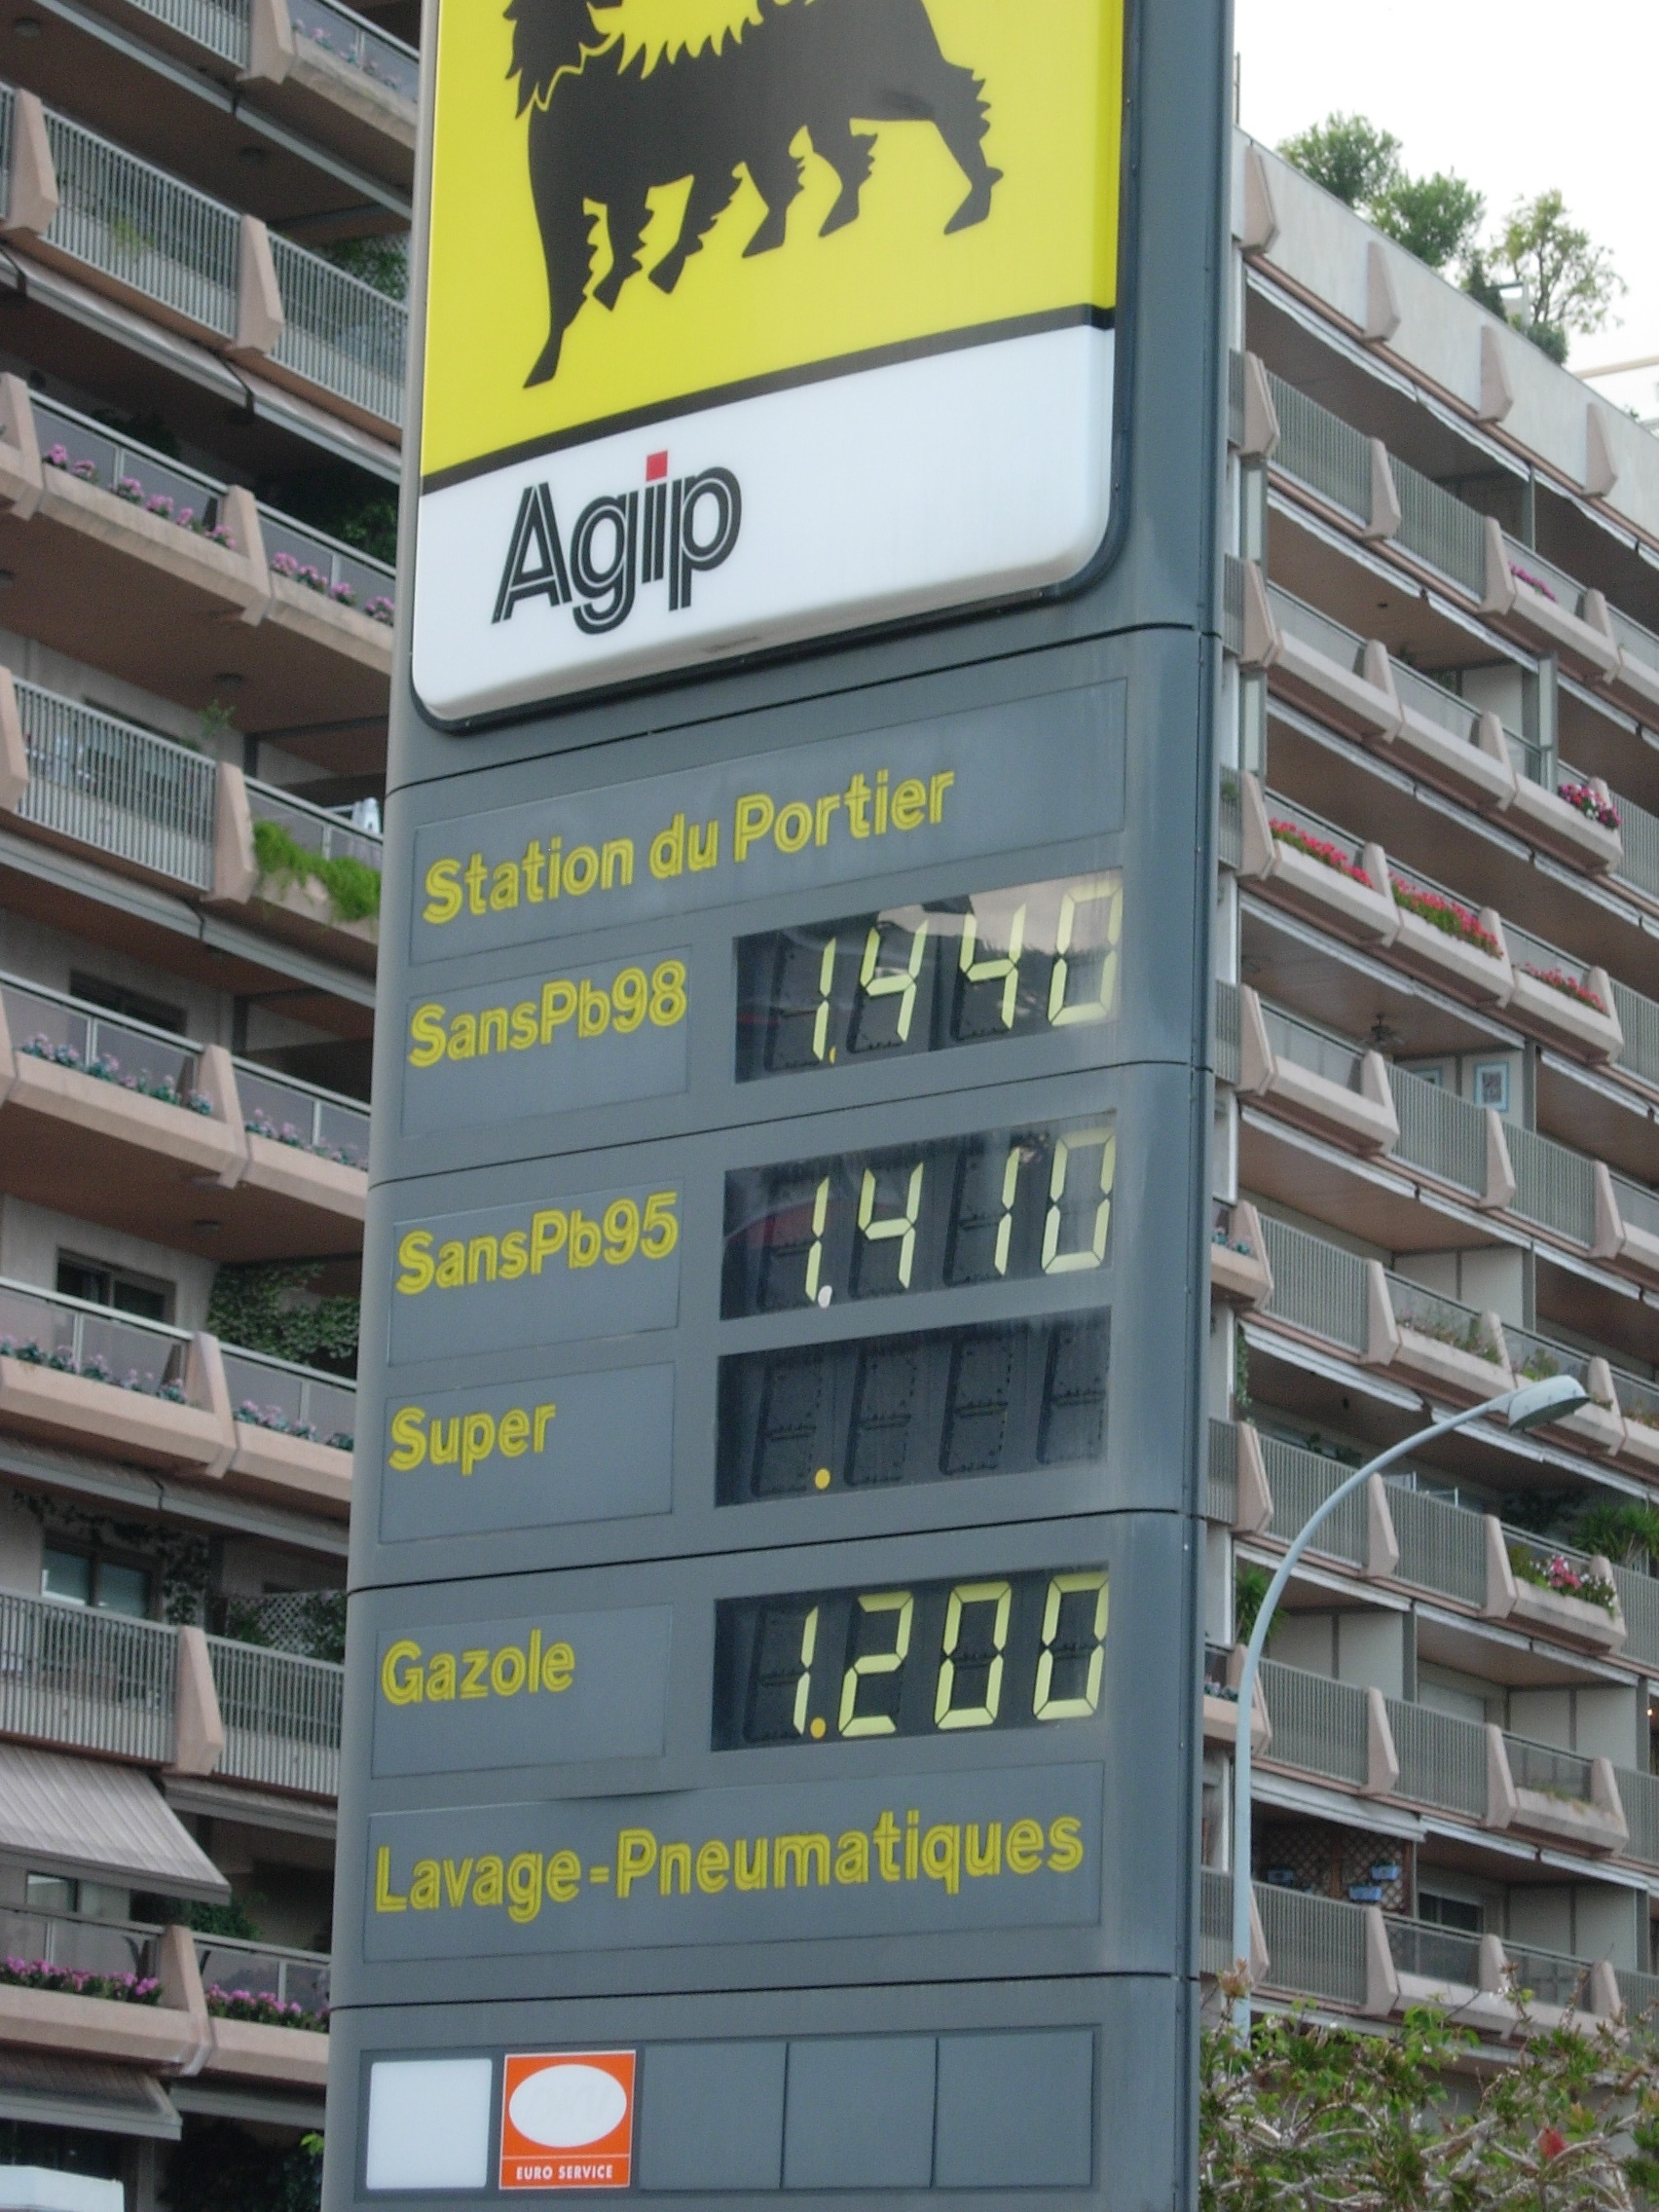 Agip
Station du Portier
SansPb98 1.440
SansPb95 1.410
Super .
Gazole 1.200
Lavage-Pneumatiques
EURO SERVICE